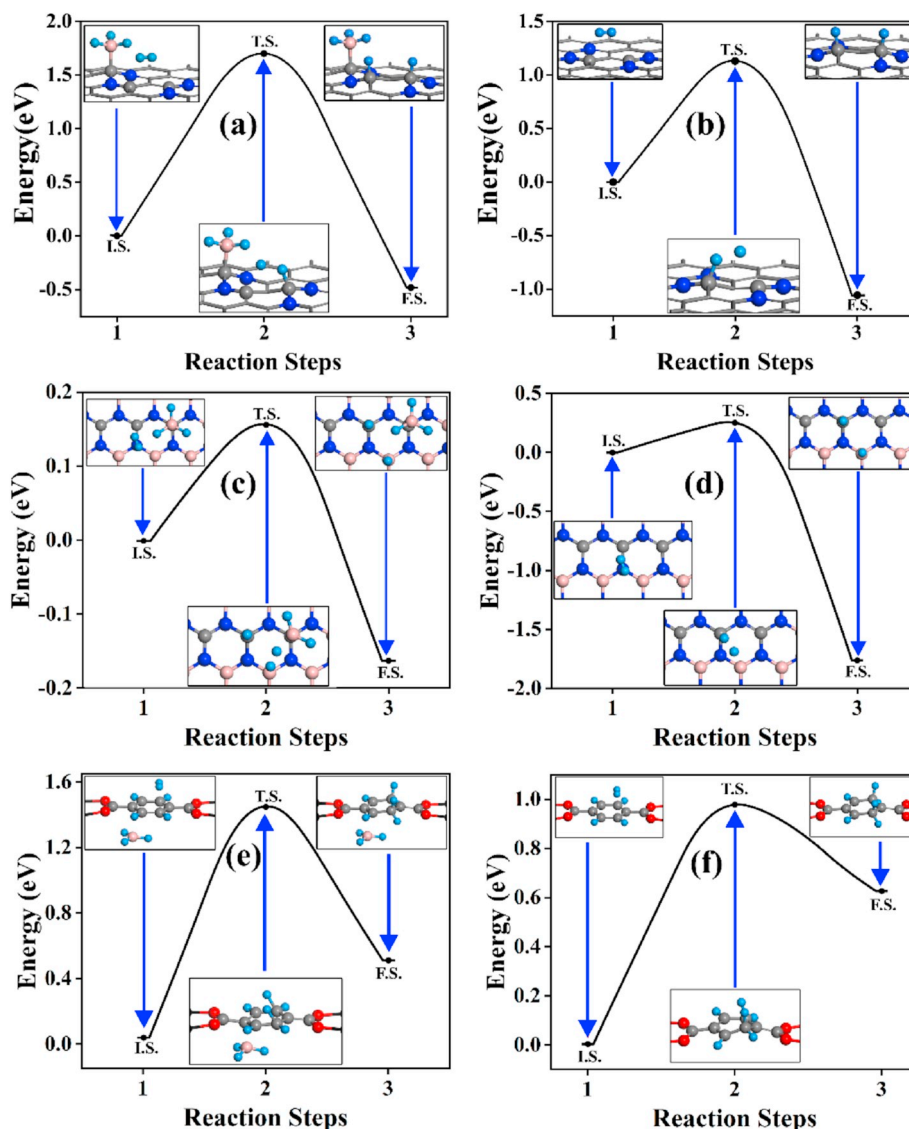 2.0
1.5
1.0
0.5
0.0
-0.5
Energy(eV)
T.S.
(a)
I.S.
F.S.
1 2 3
Reaction Steps
1.5
1.0
0.5
0.0
-0.5
-1.0
Energy(eV)
T.S.
(b)
I.S.
F.S.
1 2 3
Reaction Steps
0.2
0.1
0.0
-0.1
-0.2
Energy (eV)
T.S.
(c)
I.S.
F.S.
1 2 3
Reaction Steps
0.5
0.0
-0.5
-1.0
-1.5
-2.0
Energy (eV)
I.S.
T.S.
(d)
F.S.
1 2 3
Reaction Steps
1.6
1.2
0.8
0.4
0.0
Energy (eV)
T.S.
(e)
F.S.
I.S.
1 2 3
Reaction Steps
1.0
0.8
0.6
0.4
0.2
0.0
Energy (eV)
T.S.
(f)
F.S.
I.S.
1 2 3
Reaction Steps